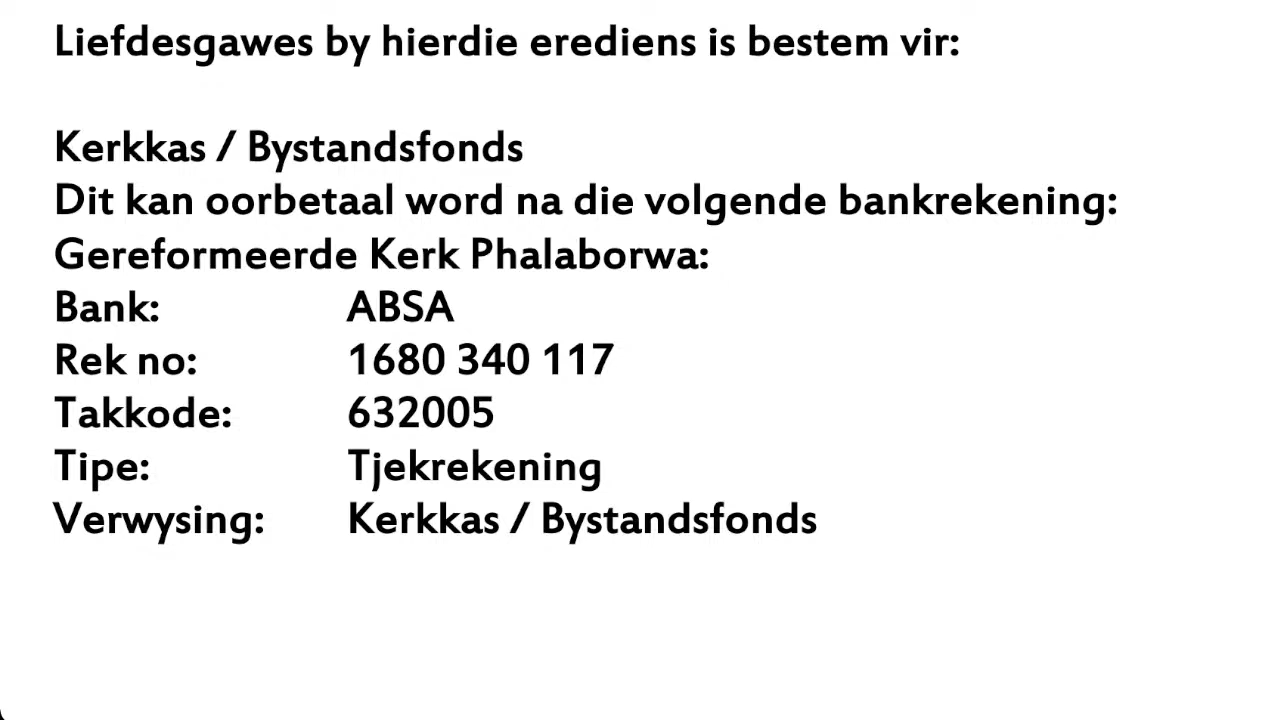 Liefdesgawes by hierdie erediens is bestem vir:
Kerkkas / Bystandsfonds
Dit kan oorbetaal word na die volgende bankrekening:
Gereformeerde Kerk Phalaborwa:
Bank: ABSA
Rek no: 1680 340 117
Takkode: 632005
Tipe: Tjekrekening
Verwysing: Kerkkas / Bystandsfonds